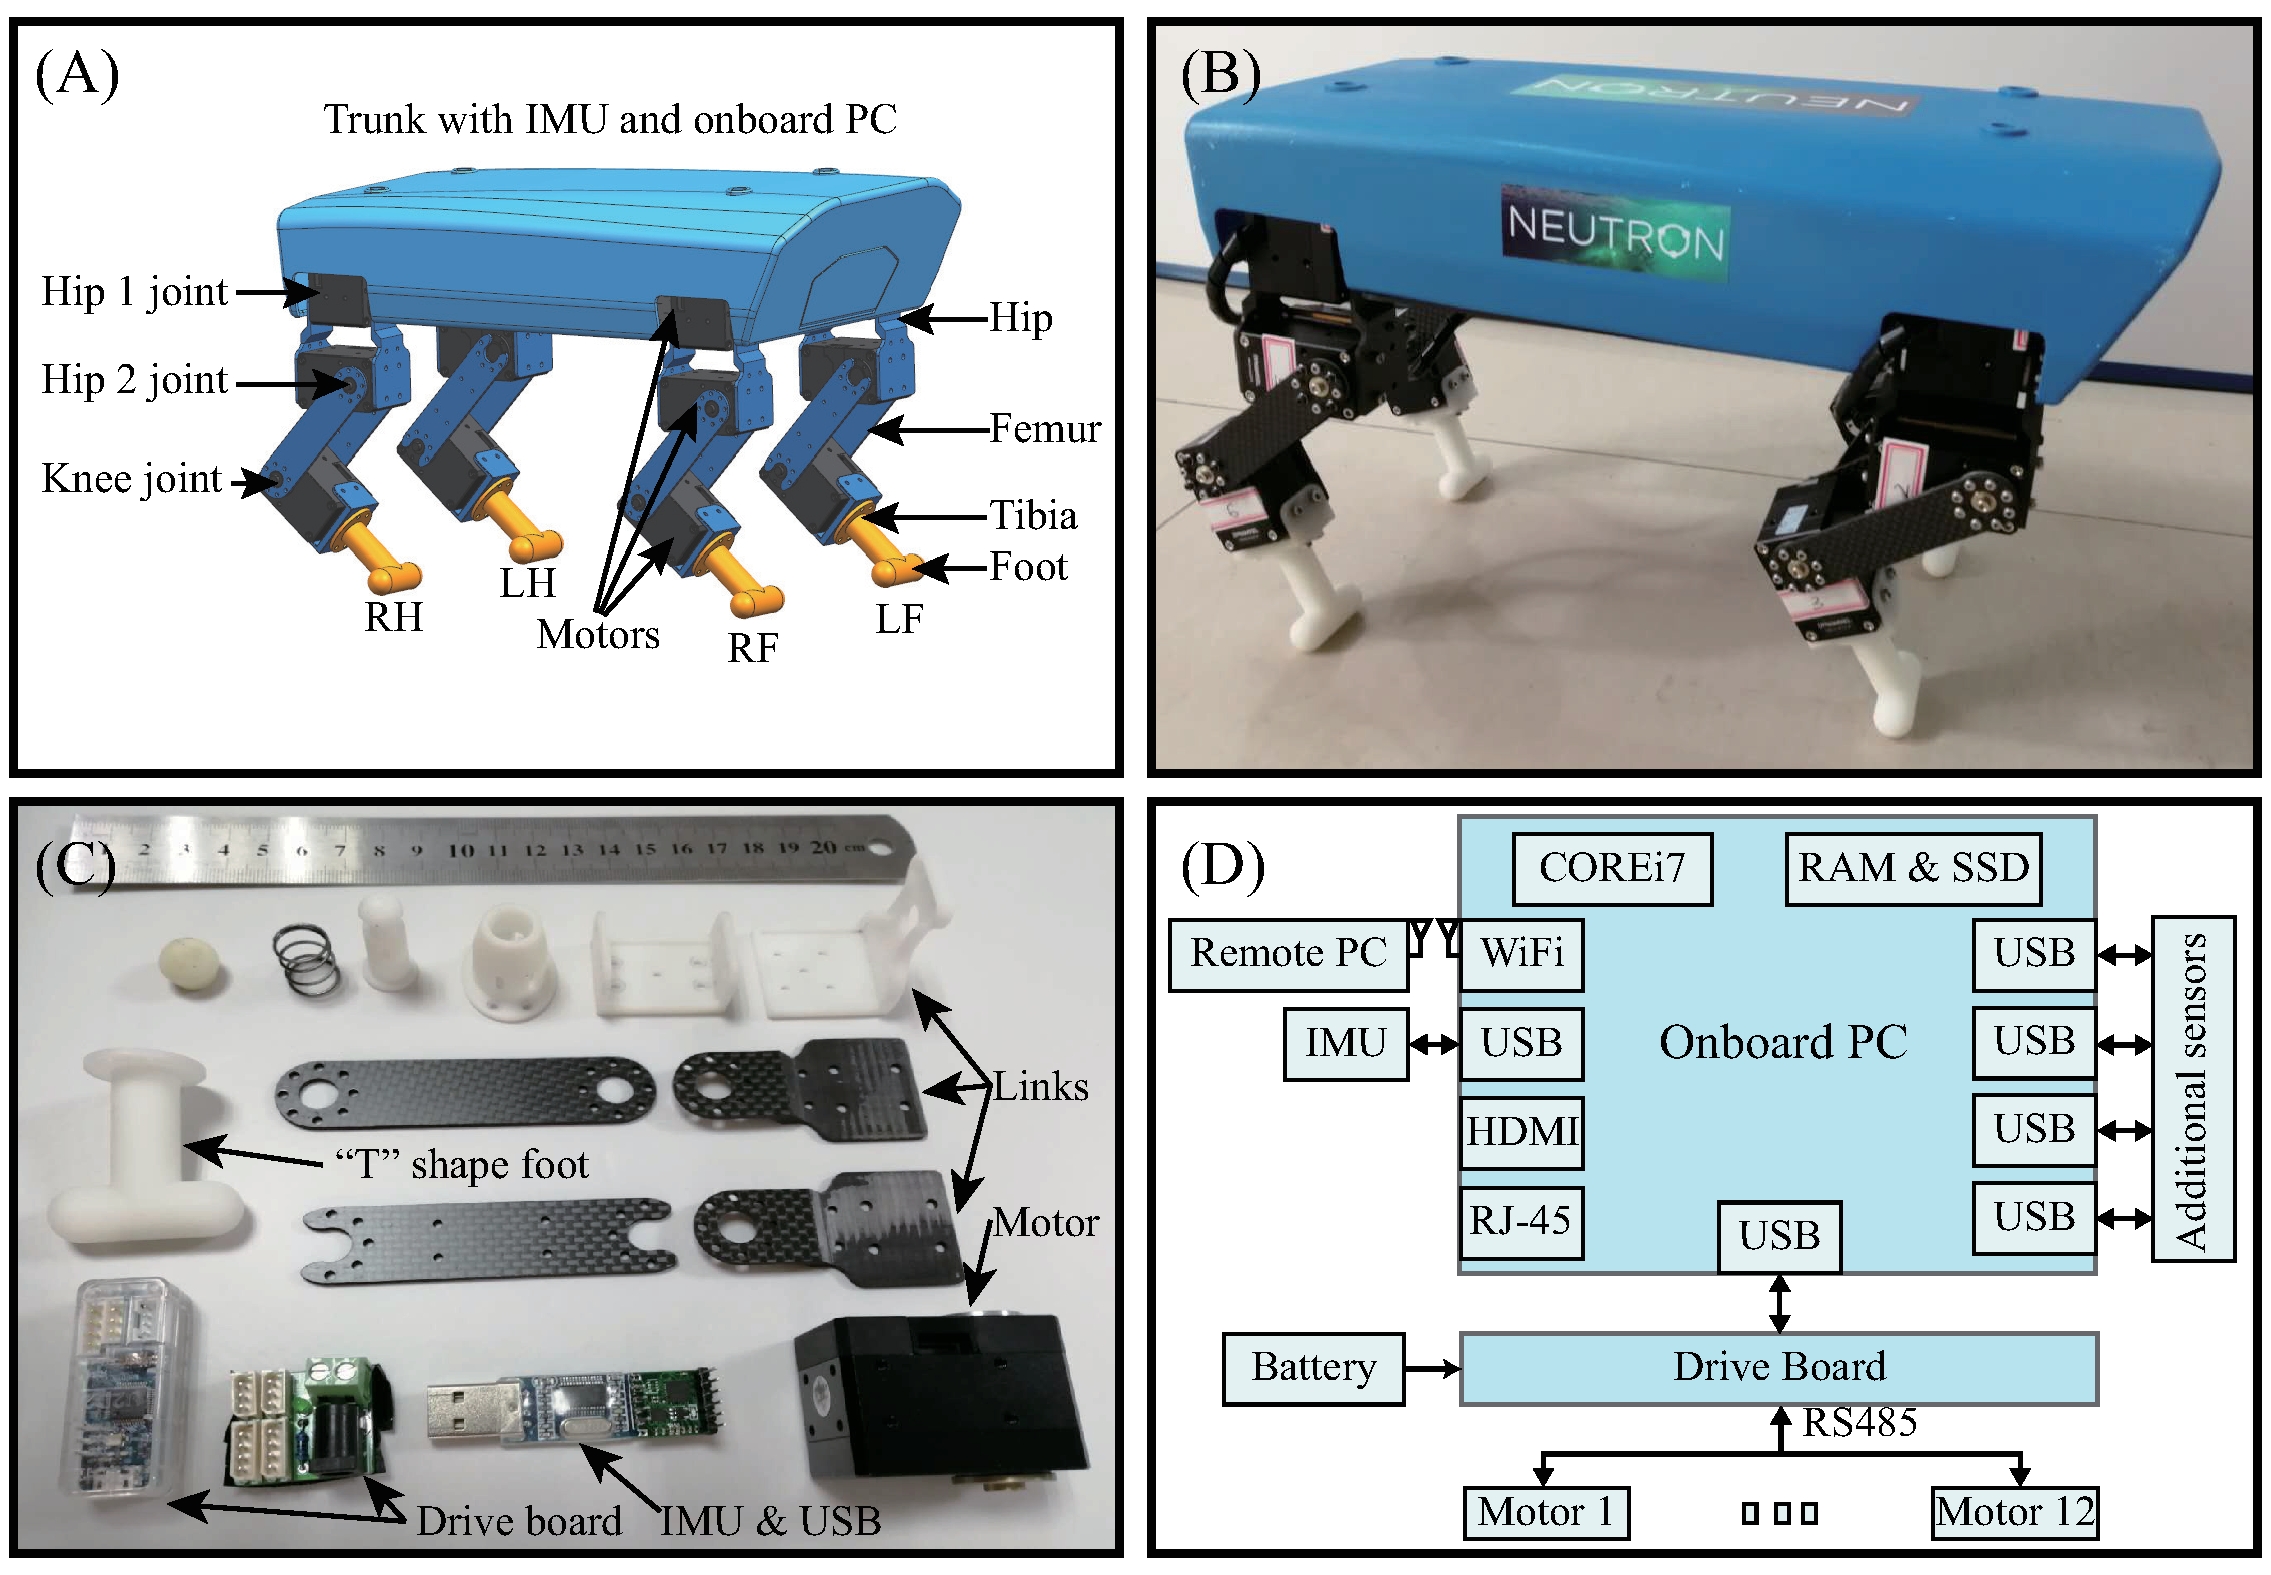 (A)
Trunk with IMU and onboard PC
Hip 1 joint
Hip 2 joint
Knee joint
Hip
Femur
Tibia
Foot
RH
LH
Motors
RF
LF
(B)
NEUTRON
NEUTRON
(C)
1 2 3 4 5 6 7 8 9 10 11 12 13 14 15 16 17 18 19 20 cm
Links
“T” shape foot
Motor
Drive board
IMU & USB
(D)
COREi7
RAM & SSD
Remote PC
WiFi
USB
IMU
USB
Onboard PC
USB
HDMI
USB
RJ-45
USB
USB
Additional sensors
Battery
Drive Board
RS485
Motor 1
Motor 12